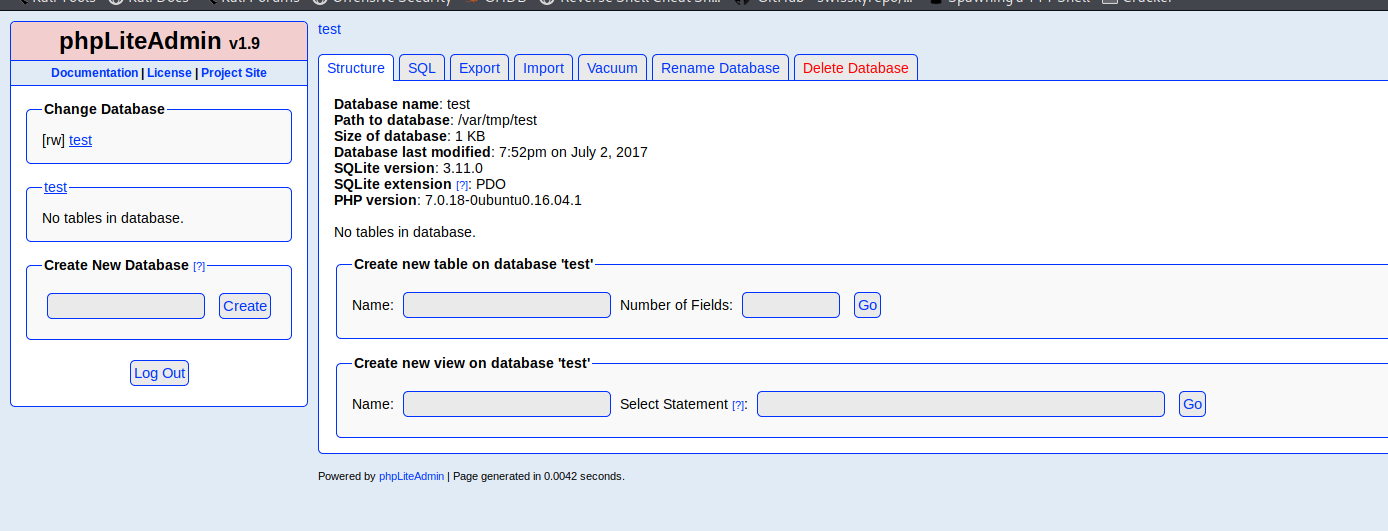 Kali Tools Kali Docs Kali Forums Offensive Security GHDB Reverse Shell Cheat Sh... GitHub - swisskyrepo/... Spawning a TTY Shell Cracker
phpLiteAdmin v1.9
Documentation | License | Project Site
Change Database
[rw] test
test
No tables in database.
Create New Database [?]
Create
Log Out
test
Structure SQL Export Import Vacuum Rename Database Delete Database
Database name: test
Path to database: /var/tmp/test
Size of database: 1 KB
Database last modified: 7:52pm on July 2, 2017
SQLite version: 3.11.0
SQLite extension [?]: PDO
PHP version: 7.0.18-0ubuntu0.16.04.1
No tables in database.
Create new table on database 'test'
Name: Number of Fields: Go
Create new view on database 'test'
Name: Select Statement [?]: Go
Powered by phpLiteAdmin | Page generated in 0.0042 seconds.